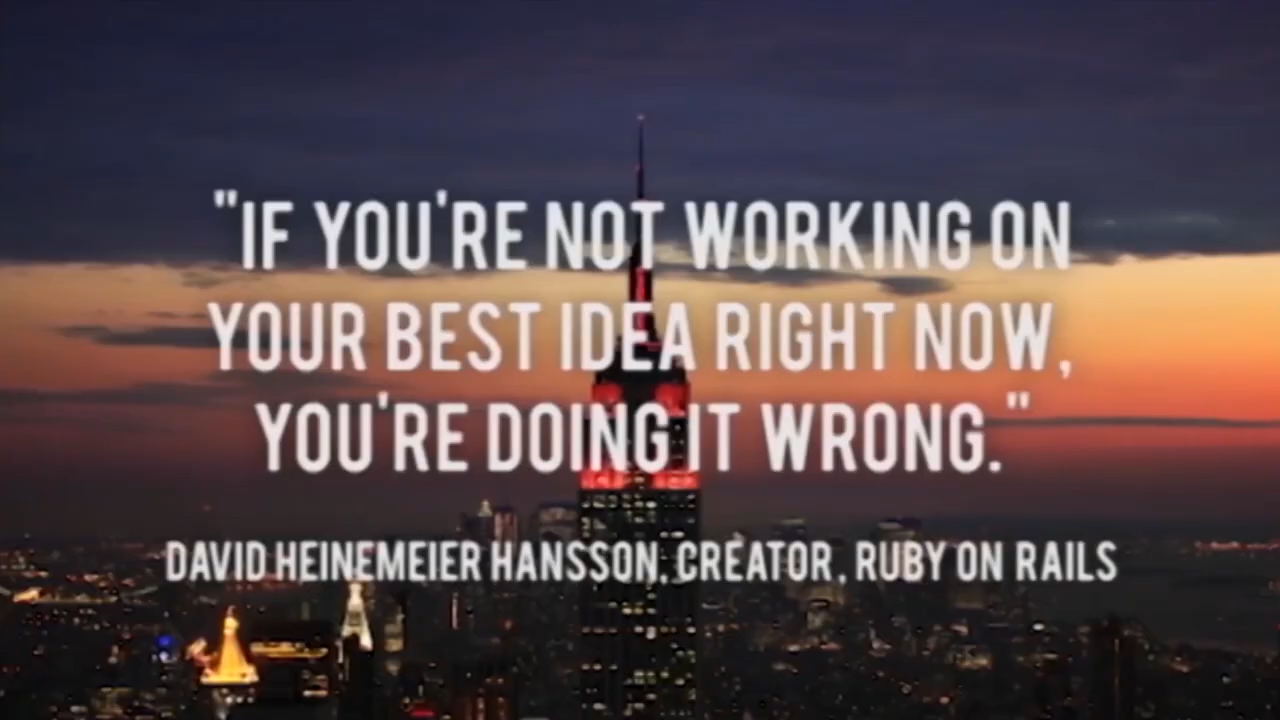 "IF YOU'RE NOT WORKING ON
YOUR BEST IDEA RIGHT NOW,
YOU'RE DOING IT WRONG."
DAVID HEINEMEIER HANSSON, CREATOR, RUBY ON RAILS